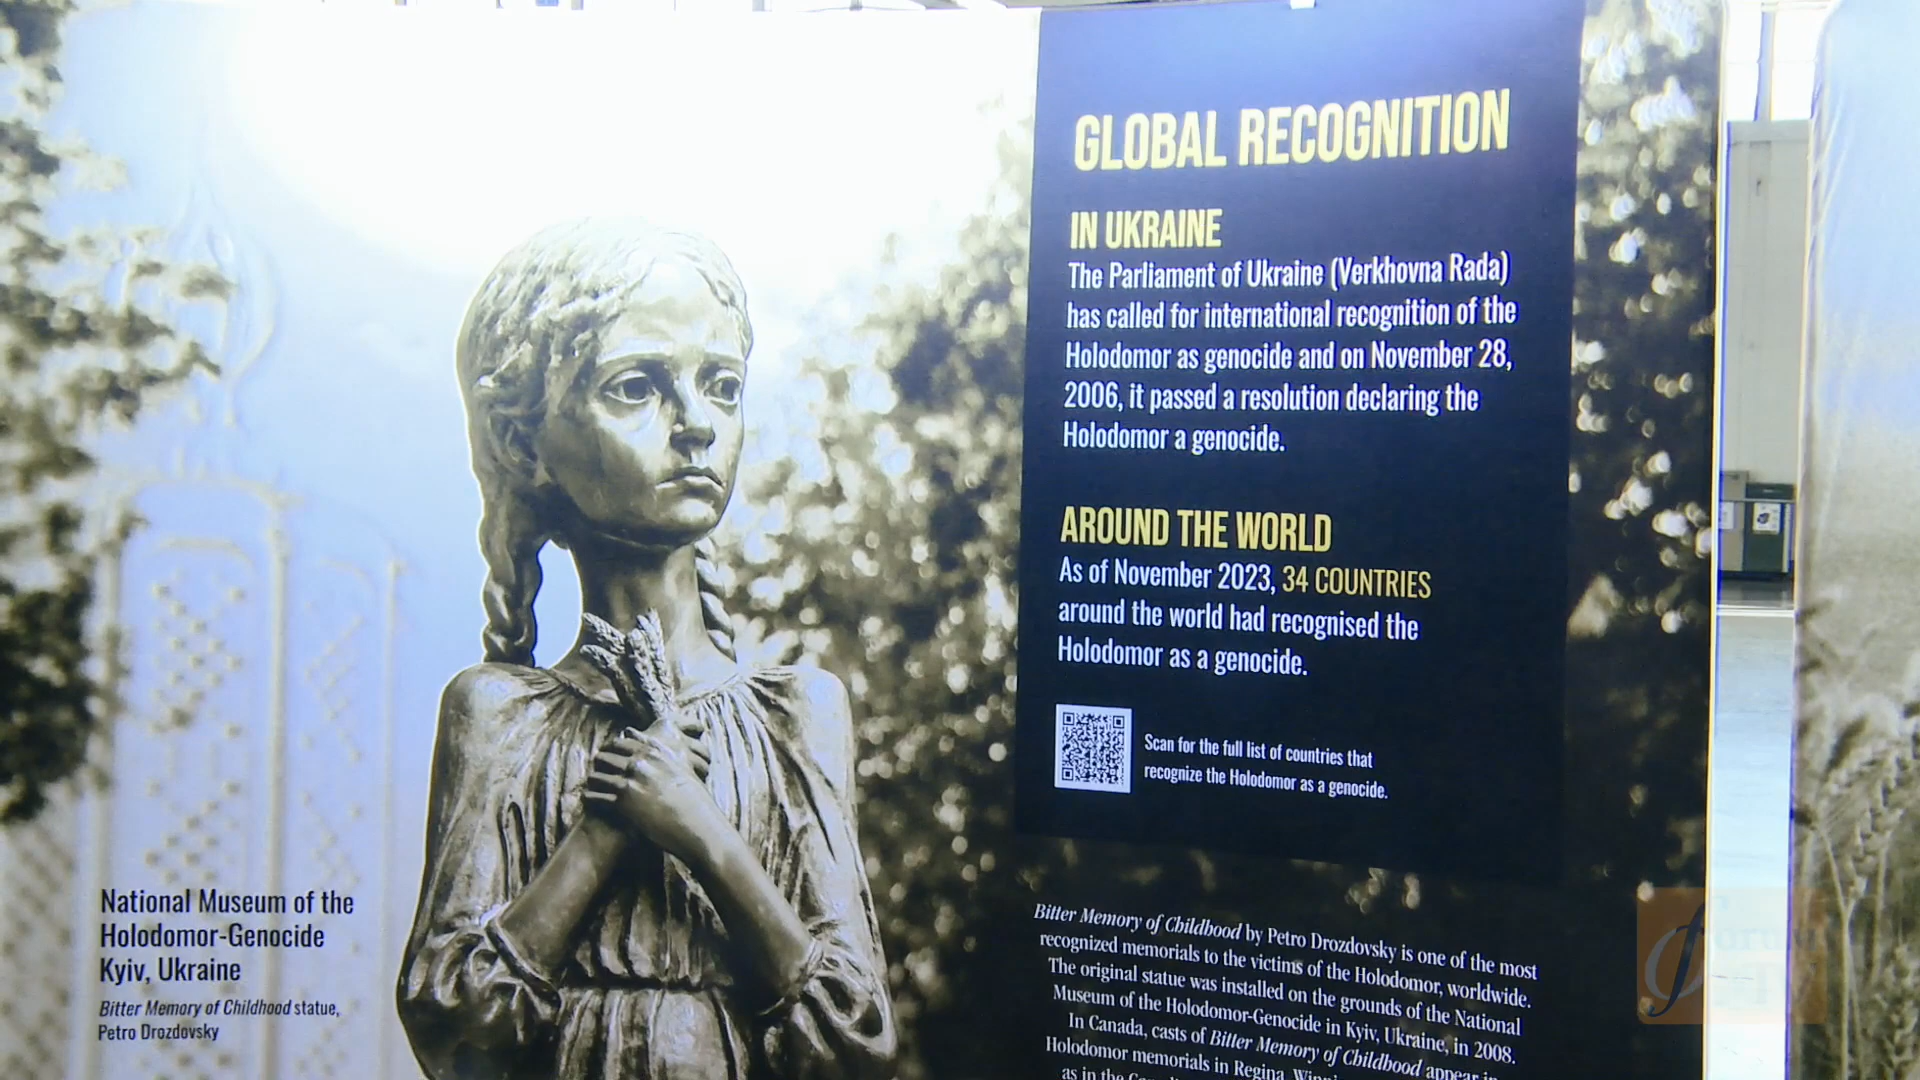 GLOBAL RECOGNITION
IN UKRAINE
The Parliament of Ukraine (Verkhovna Rada)
has called for international recognition of the
Holodomor as genocide and on November 28,
2006, it passed a resolution declaring the
Holodomor a genocide.
AROUND THE WORLD
As of November 2023, 34 COUNTRIES
around the world had recognised the
Holodomor as a genocide.
Scan for the full list of countries that
recognize the Holodomor as a genocide.
National Museum of the
Holodomor-Genocide
Kyiv, Ukraine
Bitter Memory of Childhood statue,
Petro Drozdovsky
Bitter Memory of Childhood by Petro Drozdovsky is one of the most
recognized memorials to the victims of the Holodomor, worldwide.
The original statue was installed on the grounds of the National
Museum of the Holodomor-Genocide in Kyiv, Ukraine, in 2008.
In Canada, casts of Bitter Memory of Childhood appear in
Holodomor memorials in Regina,
as in the
TV